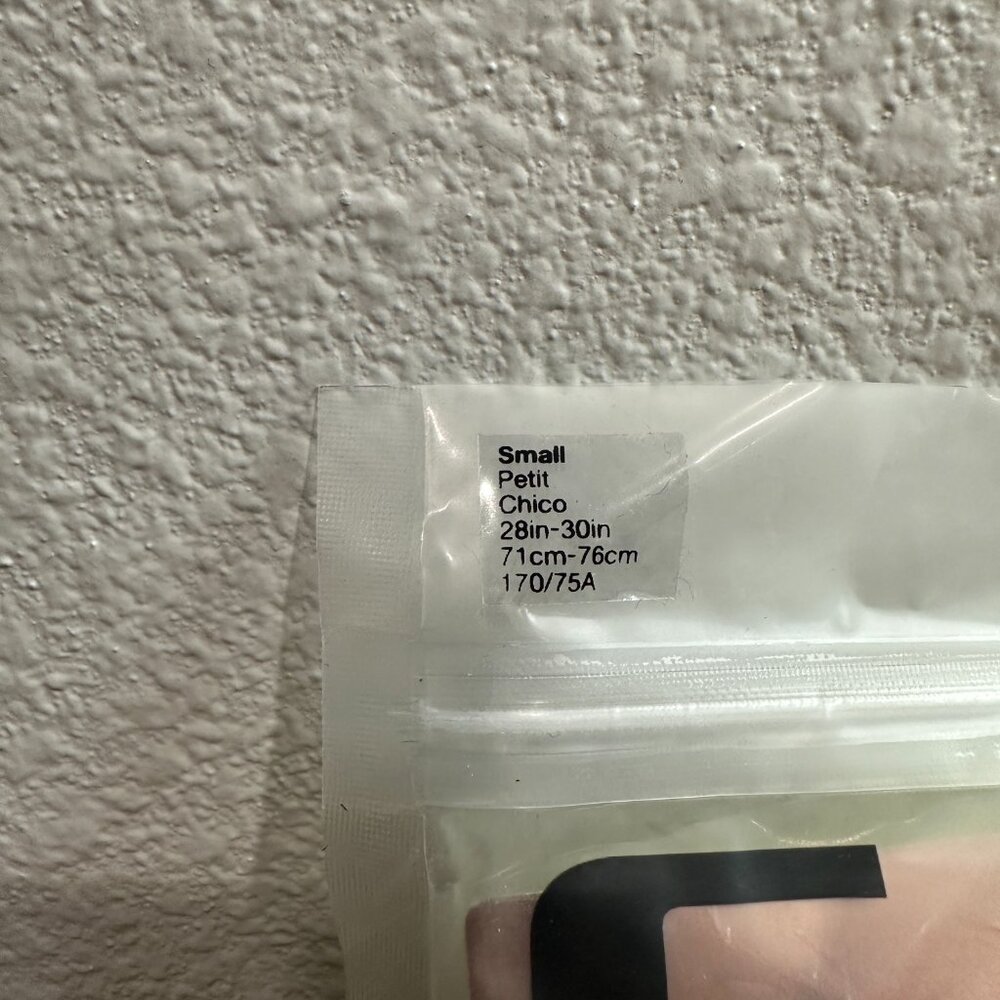 Small
Petit
Chico
28in-30in
71cm-76cm
170/75A